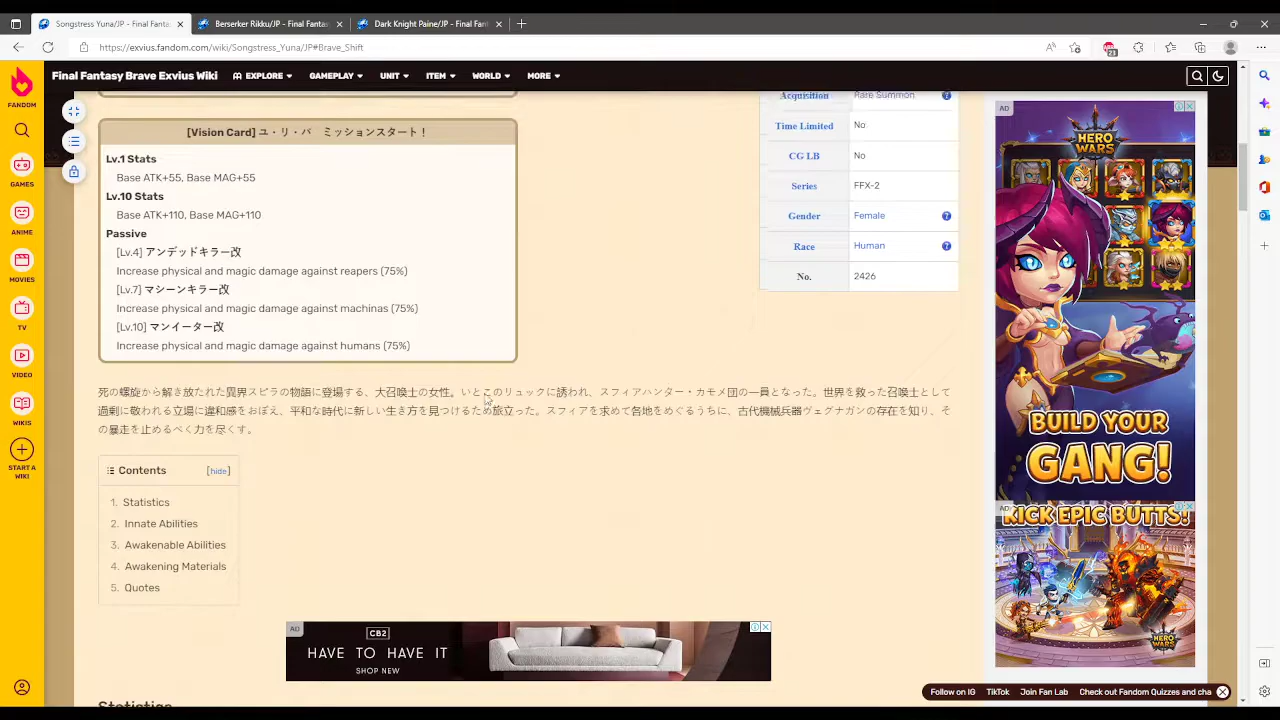 Songstress Yuna/JP - Final Fanta
Berserker Rikku/JP - Final Fantas
Dark Knight Paine/JP - Final Fant
https://exvius.fandom.com/wiki/Songstress_Yuna/JP#Brave_Shift
23
FANDOM
GAMES
ANIME
MOVIES
TV
VIDEO
WIKIS
START A
WIKI
Final Fantasy Brave Exvius Wiki
EXPLORE
GAMEPLAY
UNIT
ITEM
WORLD
MORE
[Vision Card] ユ・リ・パ ミッションスタート！
Lv.1 Stats
Base ATK+55, Base MAG+55
Lv.10 Stats
Base ATK+110, Base MAG+110
Passive
[Lv.4] アンデッドキラー改
Increase physical and magic damage against reapers (75%)
[Lv.7] マシーンキラー改
Increase physical and magic damage against machinas (75%)
[Lv.10] マンイーター改
Increase physical and magic damage against humans (75%)
Acquisition Rare Summon
Time Limited No
CG LB No
Series FFX-2
Gender Female
Race Human
No. 2426
死の螺旋から解き放たれた異界スピラの物語に登場する、大召喚士の女性。いとこのリュックに誘われ、スフィアハンター・カモメ団の一員となった。世界を救った召喚士として
過剰に敬われる立場に違和感をおぼえ、平和な時代に新しい生き方を見つけるため旅立った。スフィアを求めて各地をめぐるうちに、古代機械兵器ヴェグナガンの存在を知り、そ
の暴走を止めるべく力を尽くす。
Contents [hide]
1. Statistics
2. Innate Abilities
3. Awakenable Abilities
4. Awakening Materials
5. Quotes
AD
CB2
HAVE TO HAVE IT
SHOP NEW
Statistics
AD
HERO
WARS
BUILD YOUR
GANG!
AD
KICK EPIC BUTTS!
HERO
WARS
Follow on IG
TikTok
Join Fan Lab
Check out Fandom Quizzes and cha